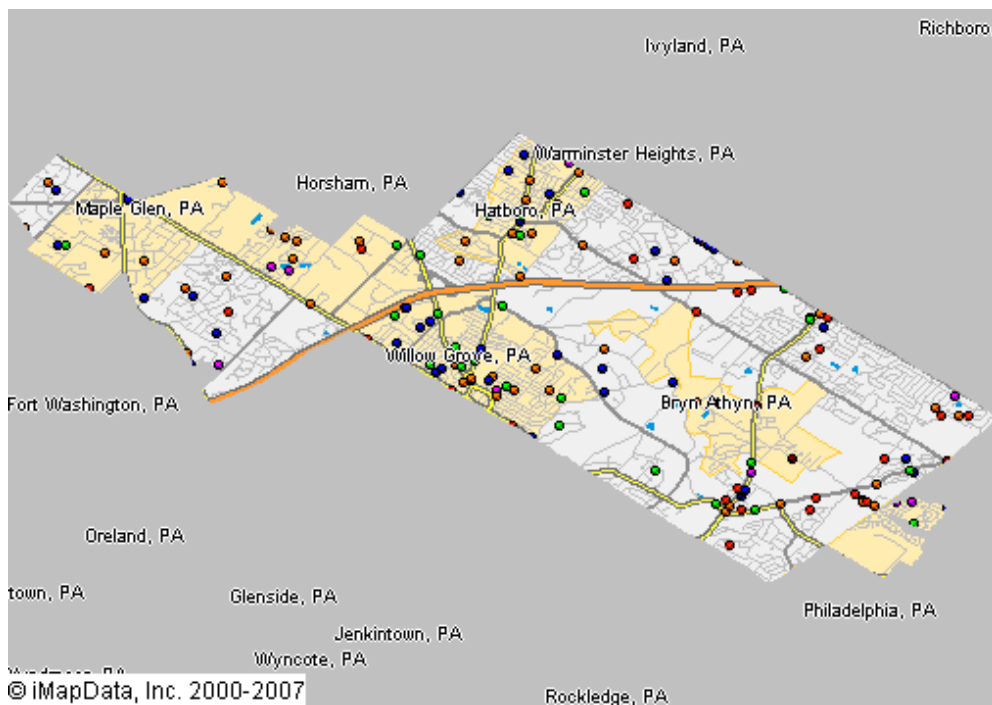 Richboro
Ivyland, PA
Warminster Heights, PA
Horsham, PA
Maple Glen, PA
Hatboro, PA
Willow Grove, PA
Fort Washington, PA
Bryn Athyn, PA
Oreland, PA
town, PA
Glenside, PA
Philadelphia, PA
Jenkintown, PA
Wyncote, PA
© iMapData, Inc. 2000-2007
Rockledge, PA